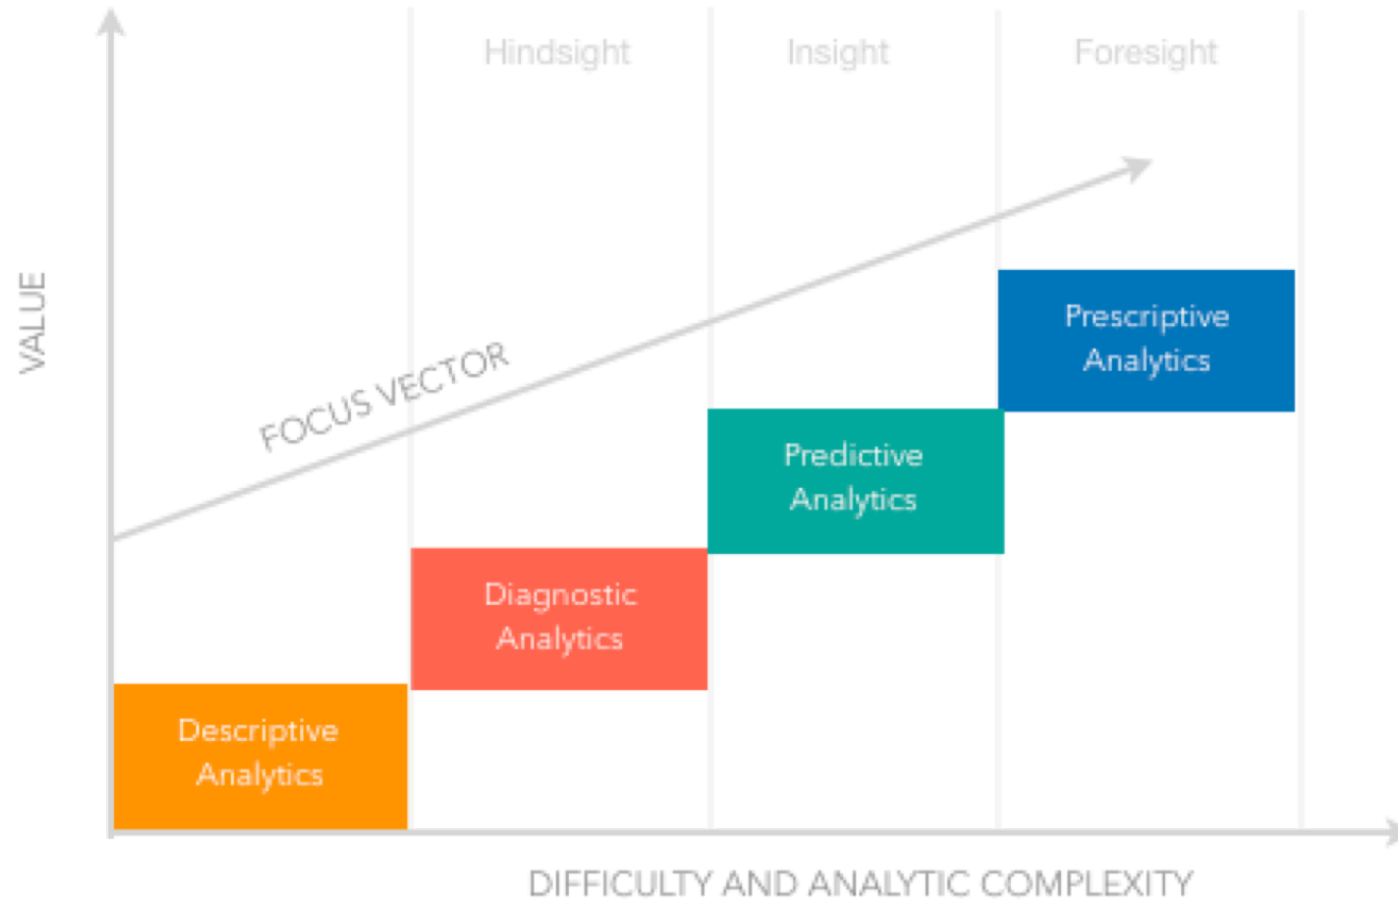 Hindsight
Insight
Foresight
VALUE
FOCUS VECTOR
Prescriptive
Analytics
Predictive
Analytics
Diagnostic
Analytics
Descriptive
Analytics
DIFFICULTY AND ANALYTIC COMPLEXITY